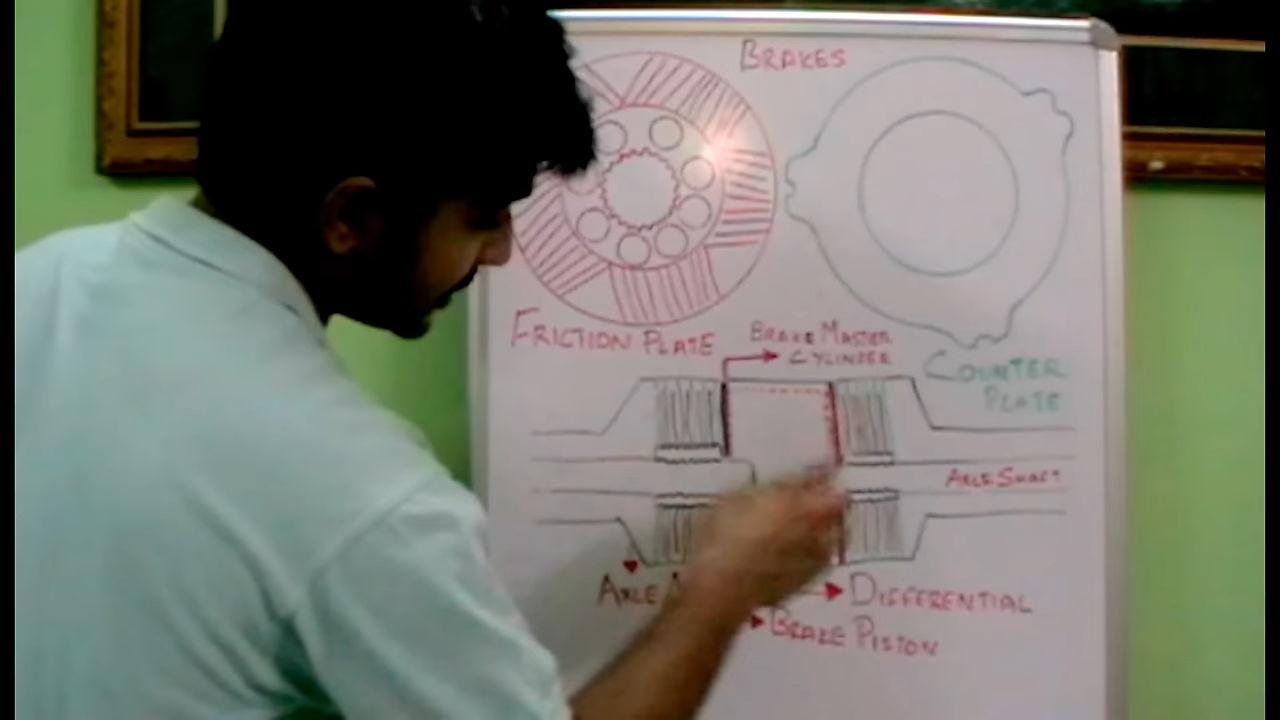 BRAKES
FRICTION PLATE
BRAKE MASTER
CYLINDER
COUNTER
PLATE
AXLE SHAFT
AXLE
DIFFERENTIAL
BRAKE PISTON